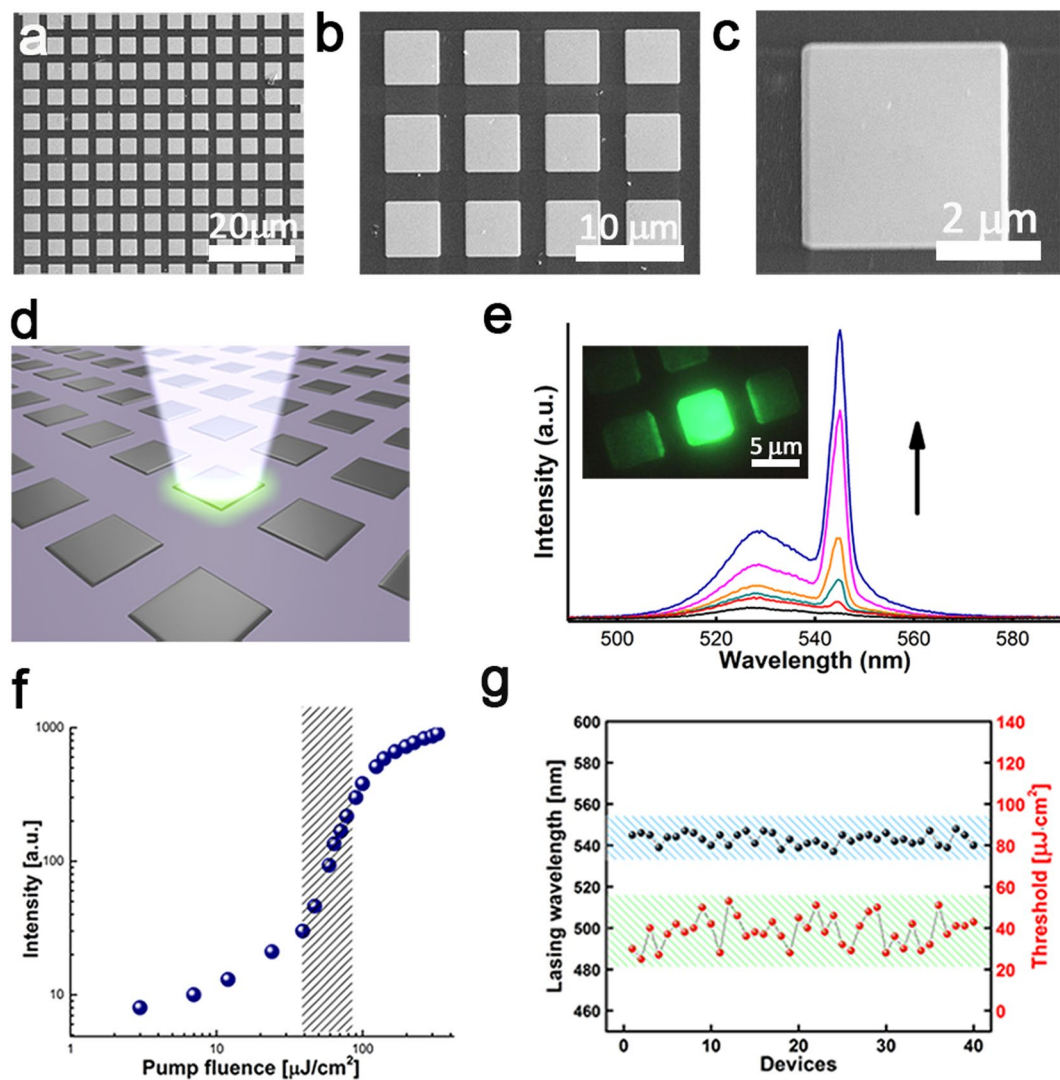 a
20μm
b
10 μm
c
2 μm
d
e
Intensity (a.u.)
5 μm
500 520 540 560 580
Wavelength (nm)
f
Intensity [a.u.]
1000
100
10
1 10 100
Pump fluence [μJ/cm²]
g
Lasing wavelength [nm]
600
580
560
540
520
500
480
460
140
120
100
80
60
40
20
0
Threshold [μJ·cm²]
0 10 20 30 40
Devices